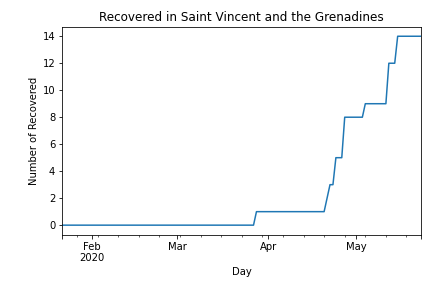 Recovered in Saint Vincent and the Grenadines
14
12
10
8
6
4
2
0
Number of Recovered
Feb
2020
Mar
Apr
May
Day